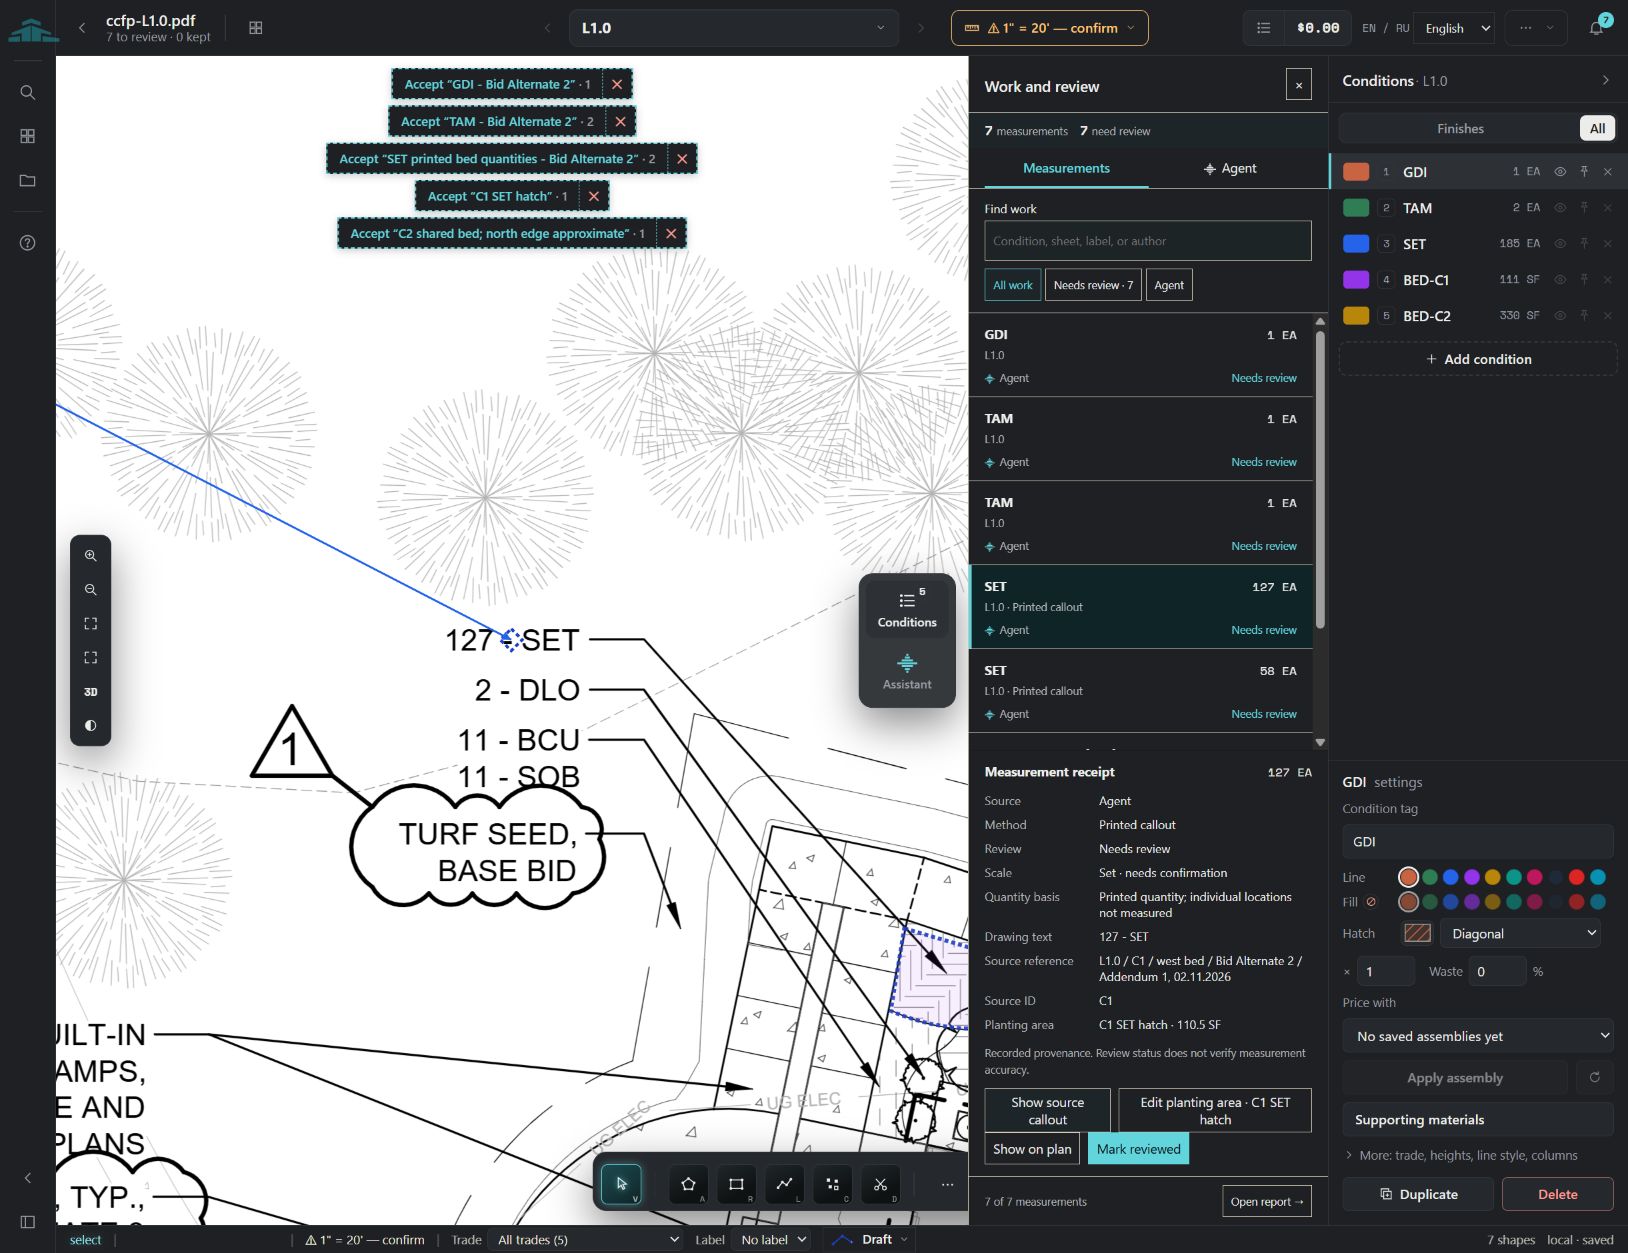 ccfp-L1.0.pdf
7 to review · 0 kept
L1.0
⚠ 1" = 20' — confirm
$0.00
EN / RU
English
···
7
Accept “GDI - Bid Alternate 2” · 1
Accept “TAM - Bid Alternate 2” · 2
Accept “SET printed bed quantities - Bid Alternate 2” · 2
Accept “C1 SET hatch” · 1
Accept “C2 shared bed; north edge approximate” · 1
3D
127 - SET
2 - DLO
11 - BCU
11 - SOB
1
TURF SEED,
BASE BID
UG ELEC
UG ELEC
UILT-IN
AMPS,
E AND
PLANS
, TYP.,
5
Conditions
Assistant
V
A
R
L
C
D
···
Work and review
×
7 measurements 7 need review
Measurements
Agent
Find work
Condition, sheet, label, or author
All work
Needs review · 7
Agent
GDI 1 EA
L1.0
Agent Needs review
TAM 1 EA
L1.0
Agent Needs review
TAM 1 EA
L1.0
Agent Needs review
SET 127 EA
L1.0 · Printed callout
Agent Needs review
SET 58 EA
L1.0 · Printed callout
Agent Needs review
Measurement receipt 127 EA
Source Agent
Method Printed callout
Review Needs review
Scale Set · needs confirmation
Quantity basis Printed quantity; individual locations
not measured
Drawing text 127 - SET
Source reference L1.0 / C1 / west bed / Bid Alternate 2 /
Addendum 1, 02.11.2026
Source ID C1
Planting area C1 SET hatch · 110.5 SF
Recorded provenance. Review status does not verify measurement
accuracy.
Show source
callout
Edit planting area · C1 SET
hatch
Show on plan
Mark reviewed
7 of 7 measurements
Open report →
Conditions · L1.0
Finishes
All
1 GDI 1 EA
2 TAM 2 EA
3 SET 185 EA
4 BED-C1 111 SF
5 BED-C2 330 SF
+ Add condition
GDI settings
Condition tag
GDI
Line
Fill
Hatch Diagonal
× 1 Waste 0 %
Price with
No saved assemblies yet
Apply assembly
Supporting materials
More: trade, heights, line style, columns
Duplicate
Delete
select
⚠ 1" = 20' — confirm
Trade All trades (5)
Label No label
Draft
7 shapes local · saved